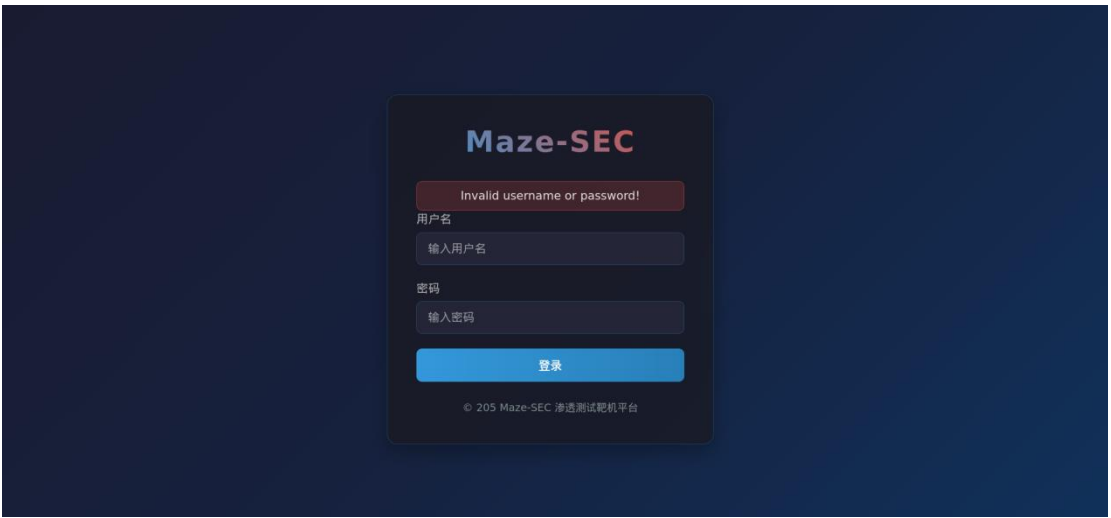 Maze-SEC
Invalid username or password!
用户名
输入用户名
密码
输入密码
登录
© 205 Maze-SEC 渗透测试靶机平台